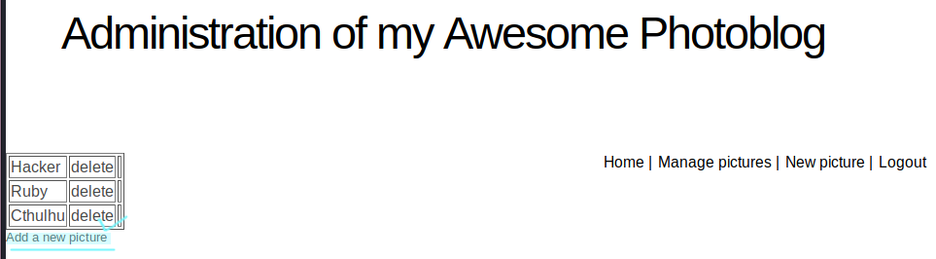 Administration of my Awesome Photoblog
Home | Manage pictures | New picture | Logout
Hacker delete
Ruby delete
Cthulhu delete
Add a new picture